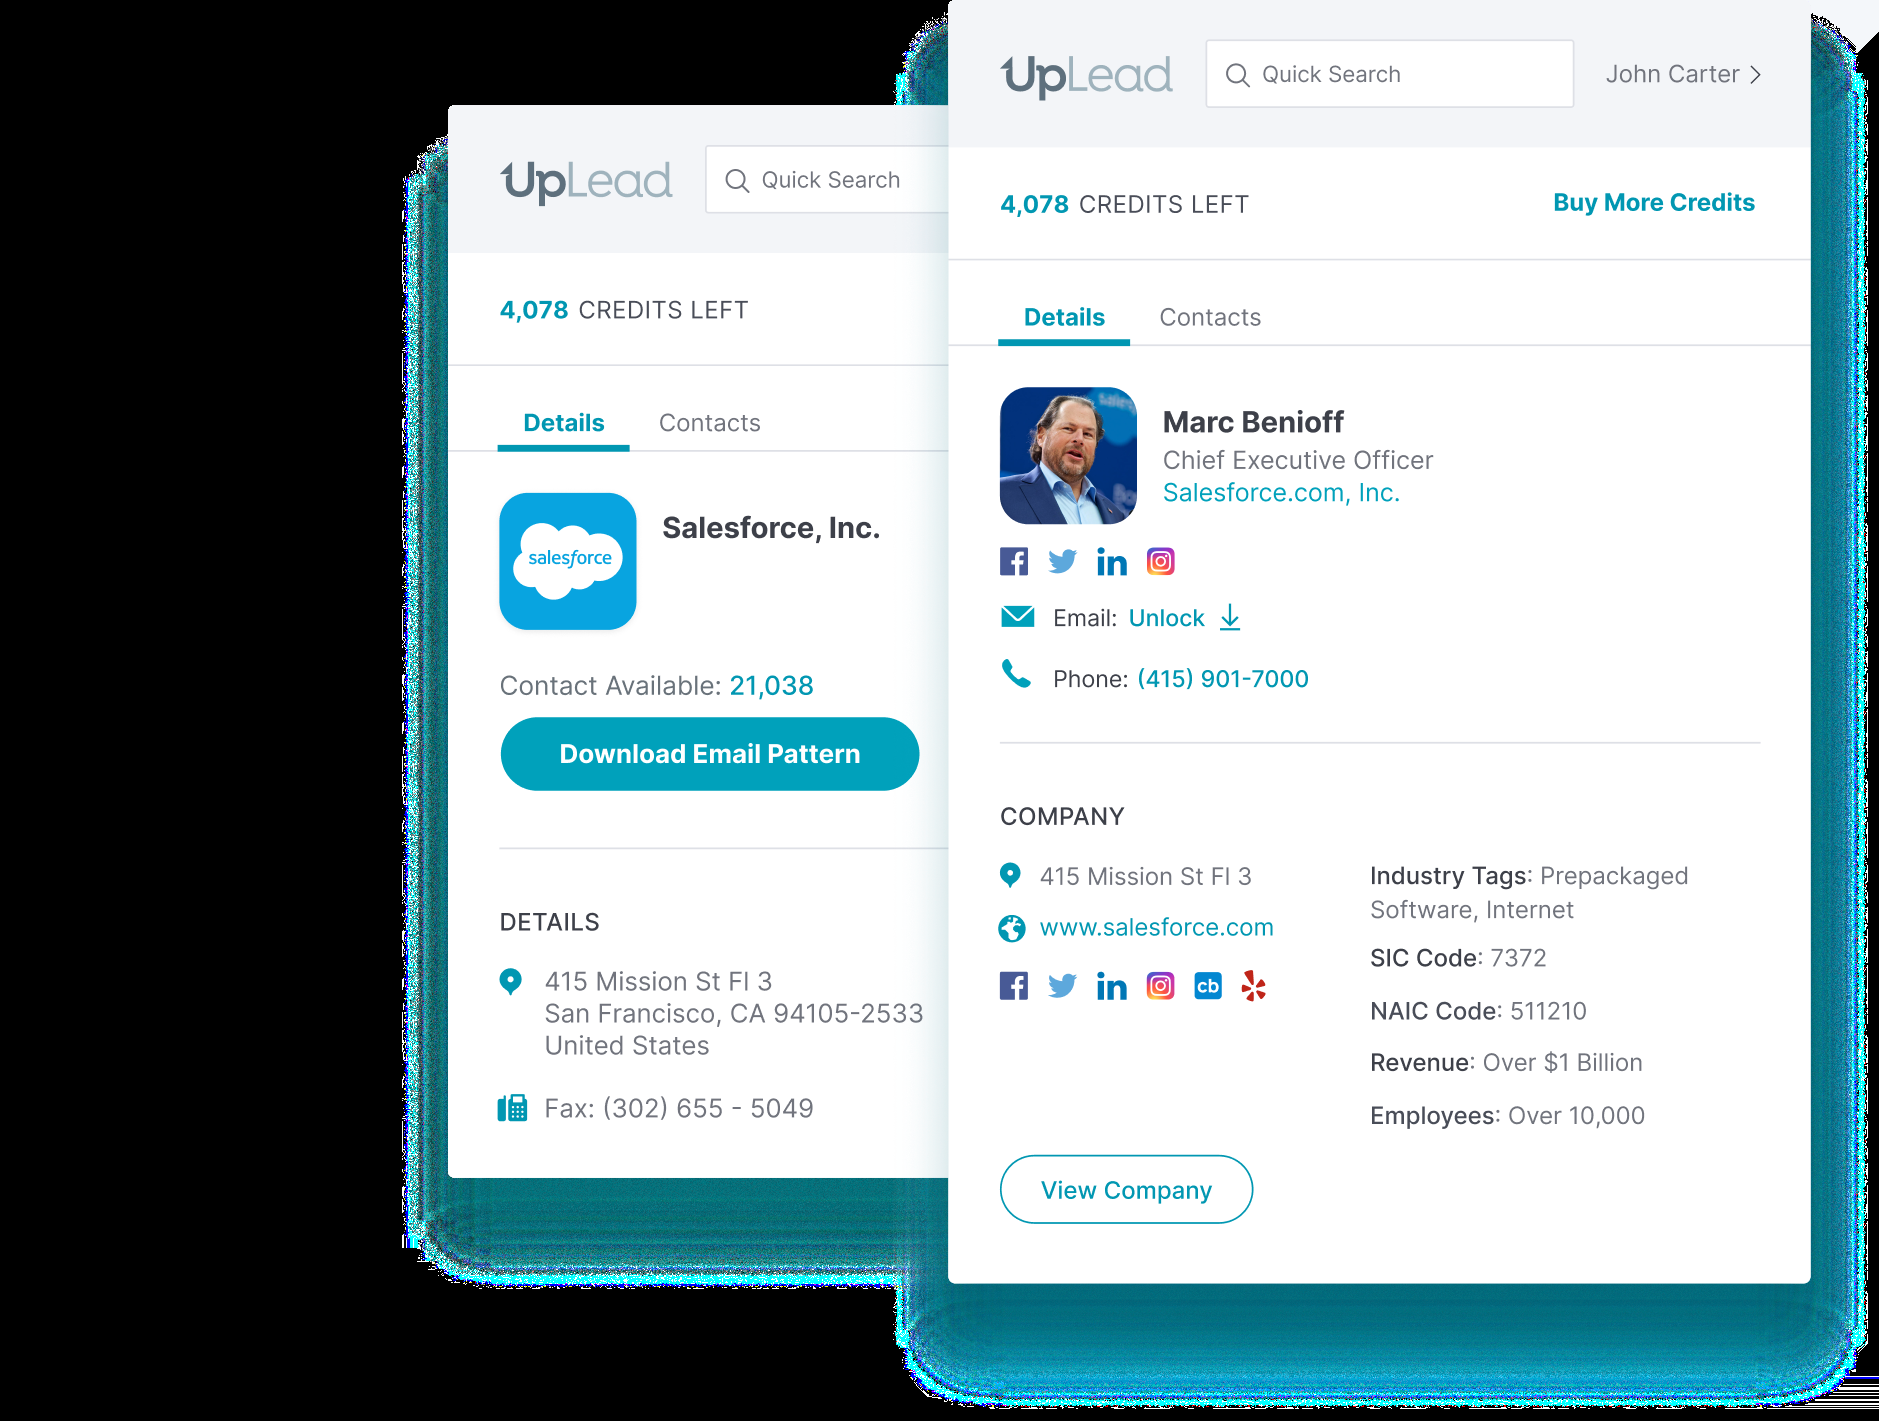 UpLead
Quick Search
4,078 CREDITS LEFT
Details
Contacts
salesforce
Salesforce, Inc.
Contact Available: 21,038
Download Email Pattern
DETAILS
415 Mission St Fl 3
San Francisco, CA 94105-2533
United States
Fax: (302) 655 - 5049
UpLead
Quick Search
John Carter
4,078 CREDITS LEFT
Buy More Credits
Details
Contacts
Marc Benioff
Chief Executive Officer
Salesforce.com, Inc.
Email: Unlock
Phone: (415) 901-7000
COMPANY
415 Mission St Fl 3
www.salesforce.com
cb
Industry Tags: Prepackaged
Software, Internet
SIC Code: 7372
NAIC Code: 511210
Revenue: Over $1 Billion
Employees: Over 10,000
View Company